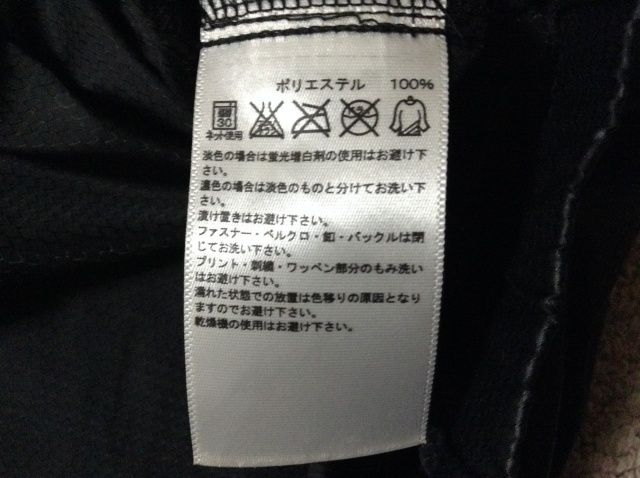 ポリエステル 100%
30
ネット使用
淡色の場合は蛍光増白剤の使用はお避け下
さい。
濃色の場合は淡色のものと分けてお洗い下
さい。
漬け置きはお避け下さい。
ファスナー・ベルクロ・釦・バックルは閉
じてお洗い下さい。
プリント・刺繍・ワッペン部分のもみ洗い
はお避け下さい。
濡れた状態での放置は色移りの原因となり
ますのでお避け下さい。
乾燥機の使用はお避け下さい。